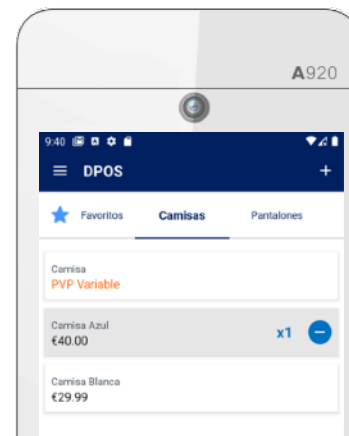 A920
9:40
DPOS
Favoritos Camisas Pantalones
Camisa
PVP Variable
Camisa Azul
€40.00
x1
Camisa Blanca
€29.99